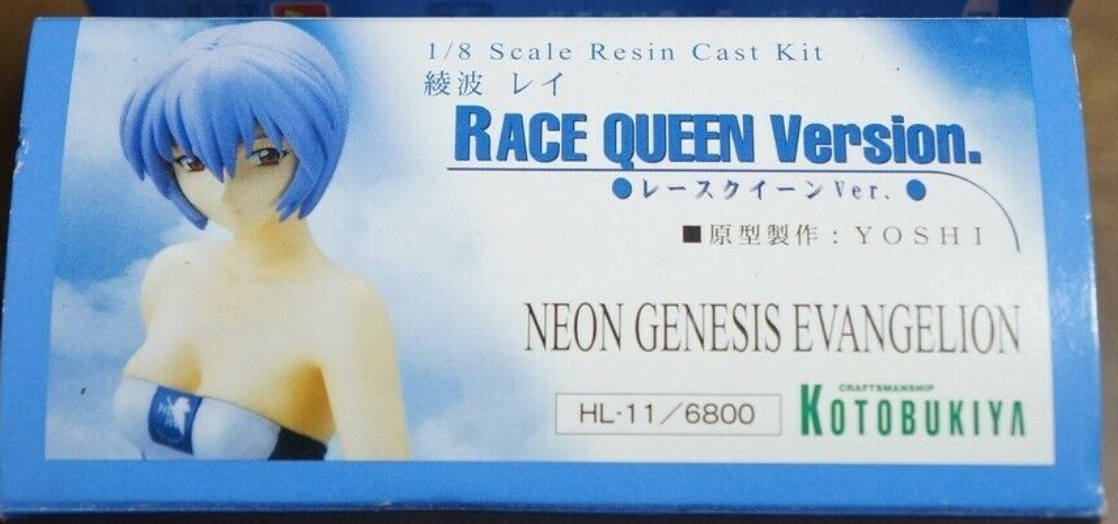 1/8 Scale Resin Cast Kit
綾波 レイ
RACE QUEEN Version.
●レースクイーンVer.●
■原型製作：YOSHI
NEON GENESIS EVANGELION
HL-11／6800
CRAFTSMANSHIP
KOTOBUKIYA